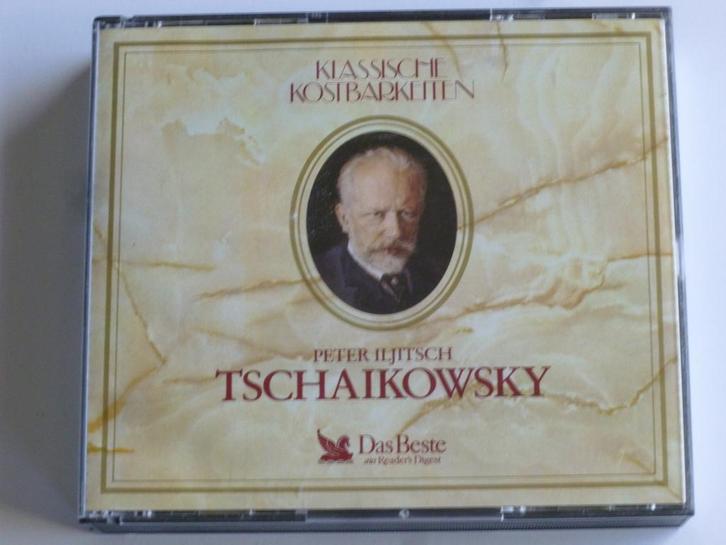 KLASSISCHE
KOSTBARKEITEN
PETER ILJITSCH
TSCHAIKOWSKY
Das Beste
aus Reader's Digest